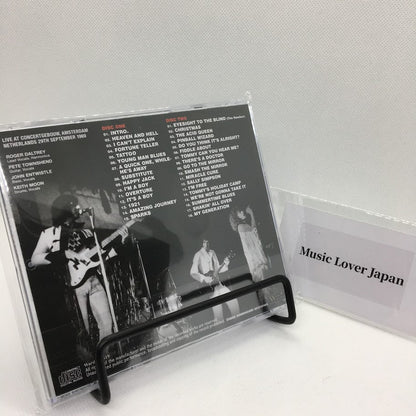 LIVE AT CONCERTGEBOUW, AMSTERDAM
NETHERLANDS 29TH SEPTEMBER 1969
ROGER DALTREY
Lead Vocals, Harmonica
PETE TOWNSHEND
Guitar, Vocals
JOHN ENTWISTLE
KEITH MOON
Drums, Vocals
DISC ONE
01. INTRO.
02. HEAVEN AND HELL
03. I CAN'T EXPLAIN
04. FORTUNE TELLER
05. TATTOO
06. YOUNG MAN BLUES
07. A QUICK ONE, WHILE
HE'S AWAY
08. SUBSTITUTE
09. HAPPY JACK
10. I'M A BOY
11. OVERTURE
12. IT'S A BOY
13. 1921
14. AMAZING JOURNEY
15. SPARKS
DISC TWO
01. EYESIGHT TO THE BLIND (The Hawker)
02. CHRISTMAS
03. THE ACID QUEEN
04. PINBALL WIZARD
05. DO YOU THINK IT'S ALRIGHT?
06. FIDDLE ABOUT
07. TOMMY CAN YOU HEAR ME?
08. THERE'S A DOCTOR
09. GO TO THE MIRROR
10. SMASH THE MIRROR
11. MIRACLE CURE
12. SALLY SIMPSON
13. I'M FREE
14. TOMMY'S HOLIDAY CAMP
15. WE'RE NOT GONNA TAKE IT
16. SUMMERTIME BLUES
17. SHAKIN' ALL OVER
18. MY GENERATION
Music Lover Japan